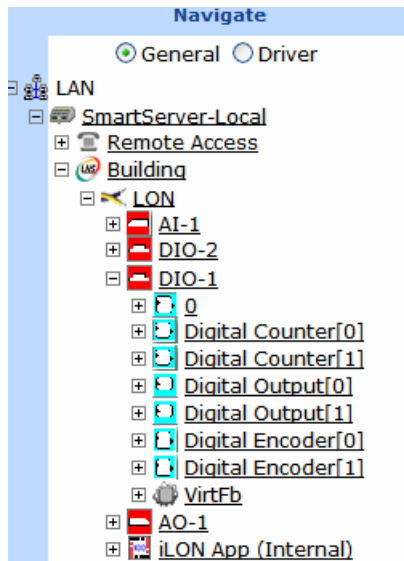 Navigate
General Driver
LAN
SmartServer-Local
Remote Access
LNS Building
LON
AI-1
DIO-2
DIO-1
0
Digital Counter[0]
Digital Counter[1]
Digital Output[0]
Digital Output[1]
Digital Encoder[0]
Digital Encoder[1]
VirtFb
AO-1
iLON App (Internal)